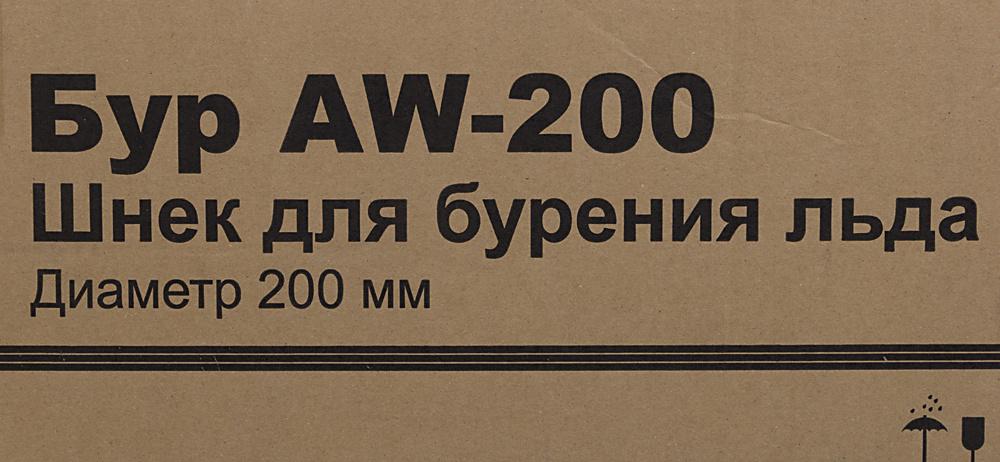 Бур AW-200
Шнек для бурения льда
Диаметр 200 мм